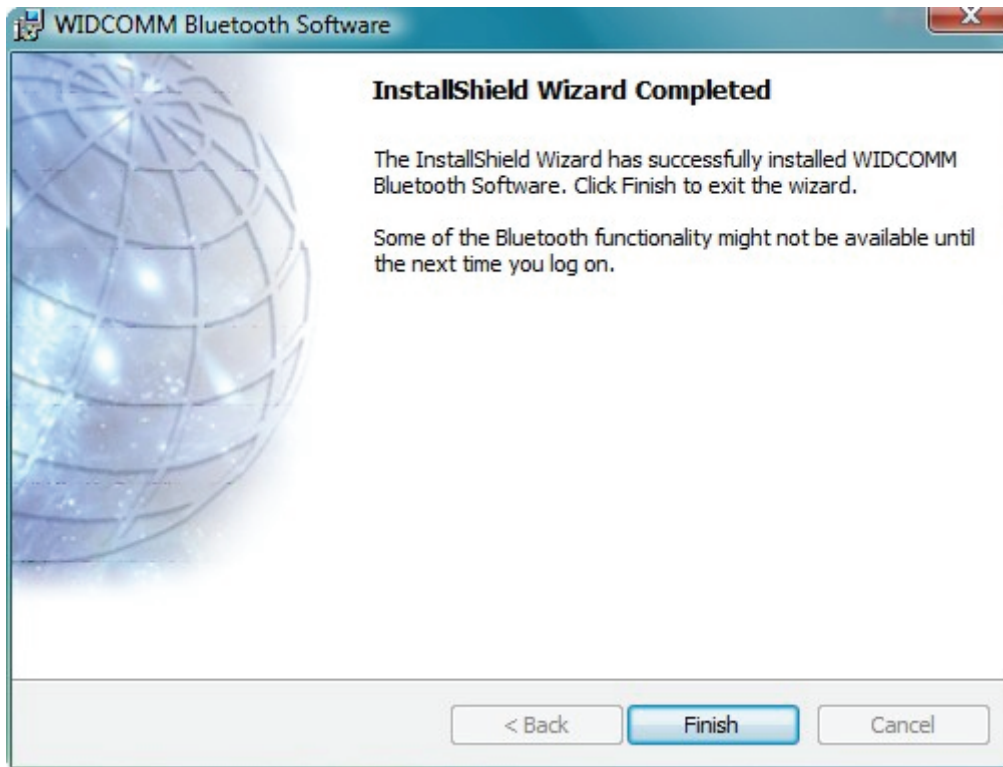 WIDCOMM Bluetooth Software
InstallShield Wizard Completed
The InstallShield Wizard has successfully installed WIDCOMM
Bluetooth Software. Click Finish to exit the wizard.
Some of the Bluetooth functionality might not be available until
the next time you log on.
< Back
Finish
Cancel